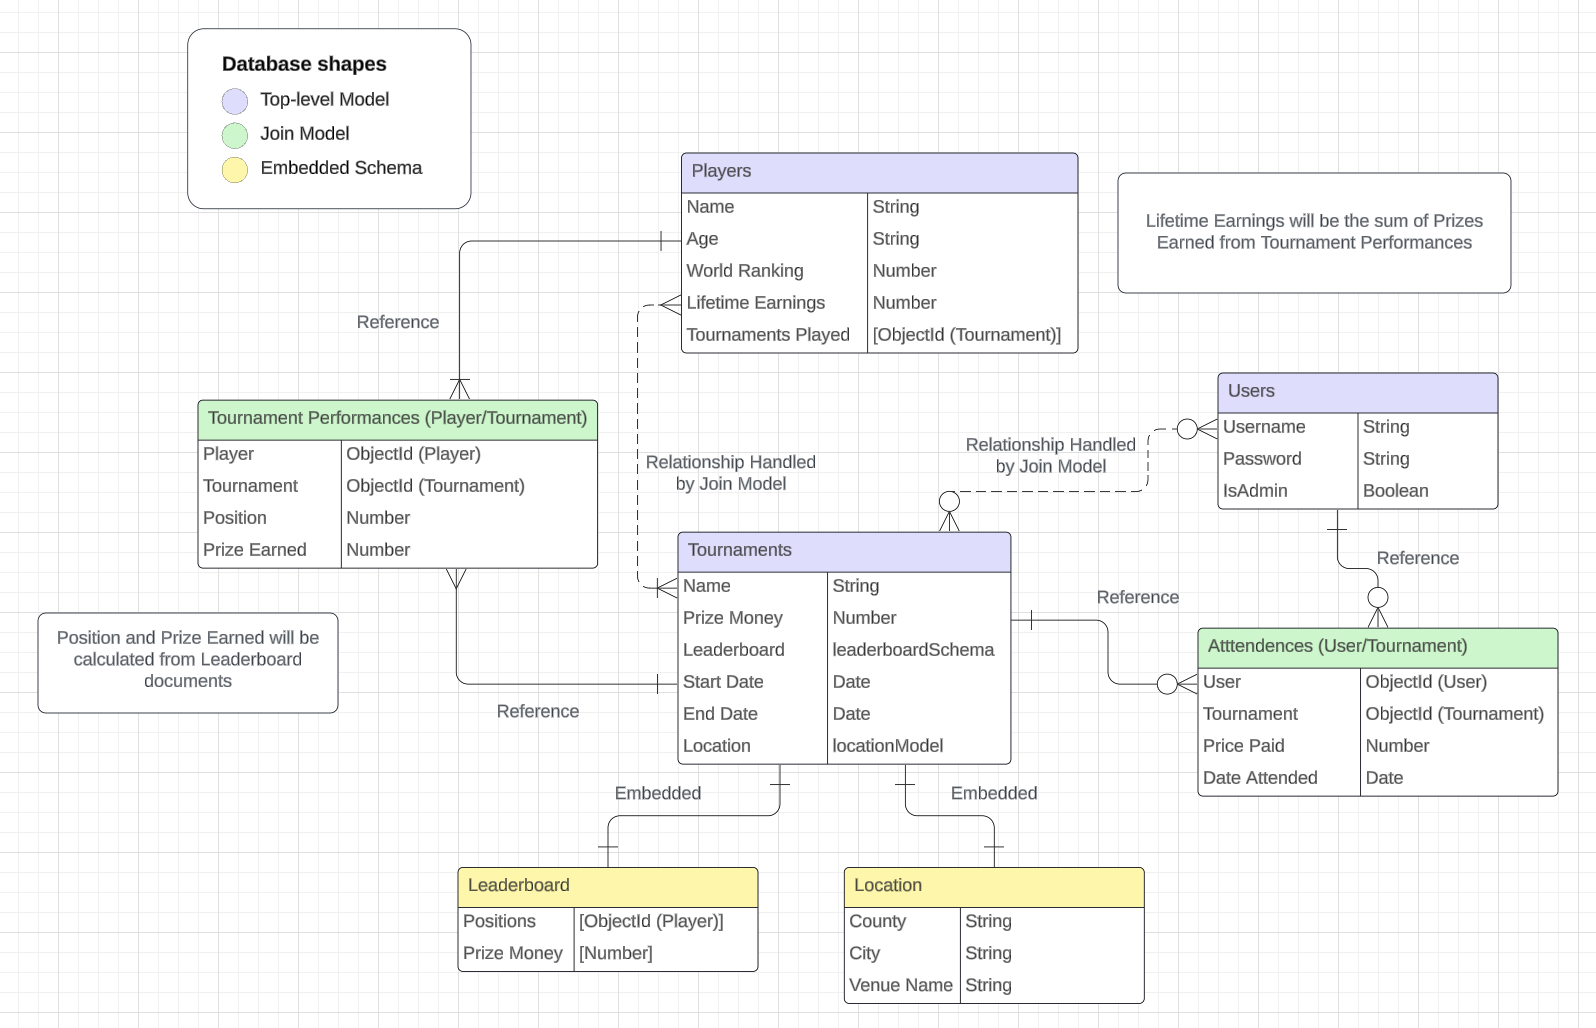 Database shapes
Top-level Model
Join Model
Embedded Schema
Players
Name String
Age String
World Ranking Number
Lifetime Earnings Number
Tournaments Played [ObjectId (Tournament)]
Lifetime Earnings will be the sum of Prizes
Earned from Tournament Performances
Reference
Tournament Performances (Player/Tournament)
Player ObjectId (Player)
Tournament ObjectId (Tournament)
Position Number
Prize Earned Number
Relationship Handled
by Join Model
Relationship Handled
by Join Model
Users
Username String
Password String
IsAdmin Boolean
Position and Prize Earned will be
calculated from Leaderboard
documents
Reference
Tournaments
Name String
Prize Money Number
Leaderboard leaderboardSchema
Start Date Date
End Date Date
Location locationModel
Reference
Reference
Atttendences (User/Tournament)
User ObjectId (User)
Tournament ObjectId (Tournament)
Price Paid Number
Date Attended Date
Embedded
Embedded
Leaderboard
Positions [ObjectId (Player)]
Prize Money [Number]
Location
County String
City String
Venue Name String